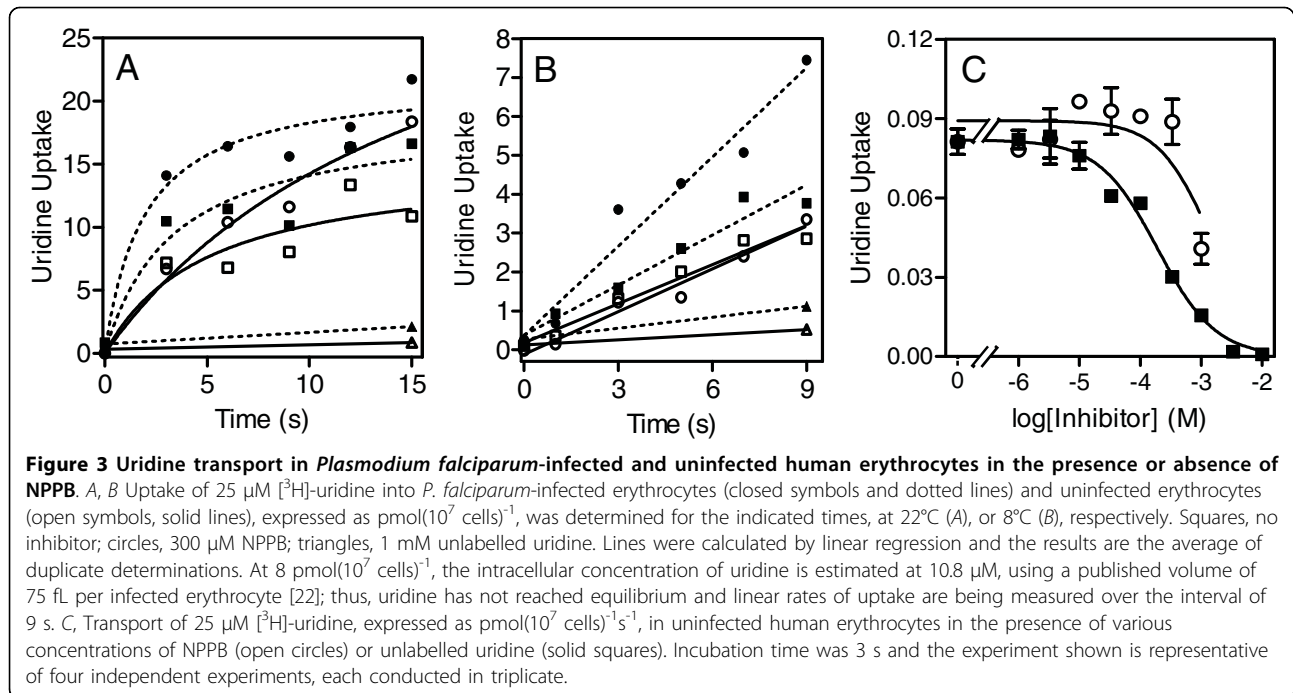 A
Uridine Uptake
25
20
15
10
5
0
0 5 10 15
Time (s)
B
Uridine Uptake
8
7
6
5
4
3
2
1
0
0 3 6 9
Time (s)
C
Uridine Uptake
0.12
0.09
0.06
0.03
0.00
0 -6 -5 -4 -3 -2
log[Inhibitor] (M)
Figure 3 Uridine transport in Plasmodium falciparum-infected and uninfected human erythrocytes in the presence or absence of
NPPB. A, B Uptake of 25 μM [³H]-uridine into P. falciparum-infected erythrocytes (closed symbols and dotted lines) and uninfected erythrocytes
(open symbols, solid lines), expressed as pmol(10⁷ cells)⁻¹, was determined for the indicated times, at 22°C (A), or 8°C (B), respectively. Squares, no
inhibitor; circles, 300 μM NPPB; triangles, 1 mM unlabelled uridine. Lines were calculated by linear regression and the results are the average of
duplicate determinations. At 8 pmol(10⁷ cells)⁻¹, the intracellular concentration of uridine is estimated at 10.8 μM, using a published volume of
75 fL per infected erythrocyte [22]; thus, uridine has not reached equilibrium and linear rates of uptake are being measured over the interval of
9 s. C, Transport of 25 μM [³H]-uridine, expressed as pmol(10⁷ cells)⁻¹s⁻¹, in uninfected human erythrocytes in the presence of various
concentrations of NPPB (open circles) or unlabelled uridine (solid squares). Incubation time was 3 s and the experiment shown is representative
of four independent experiments, each conducted in triplicate.